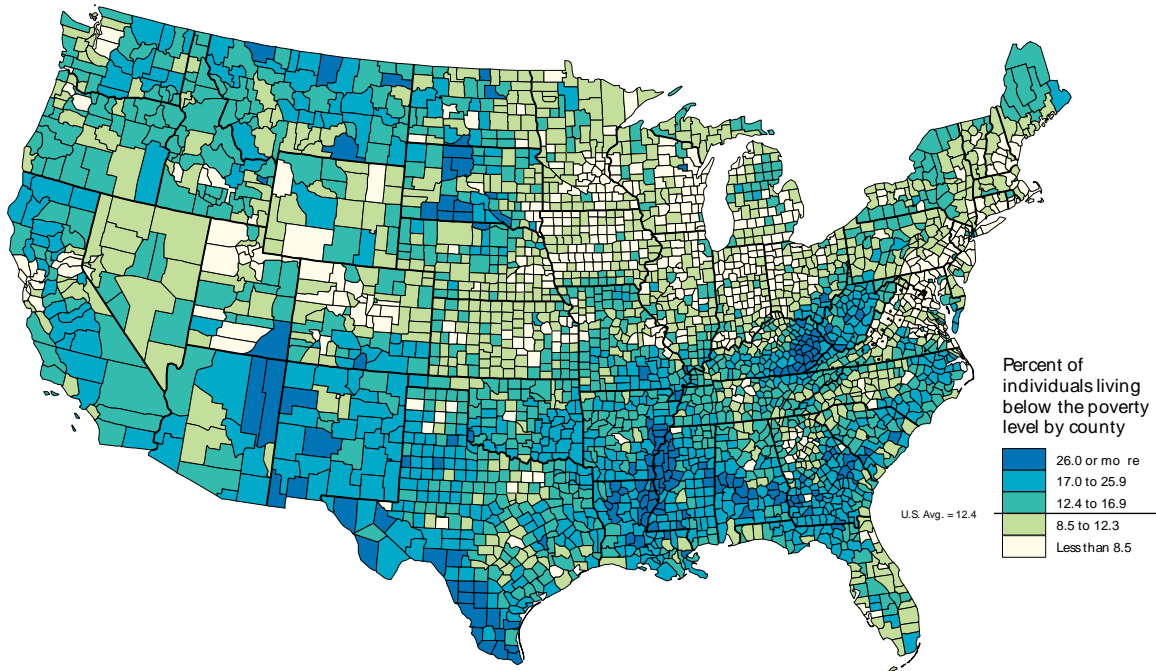 Percent of
individuals living
below the poverty
level by county
26.0 or mo re
17.0 to 25.9
12.4 to 16.9
U.S. Avg. = 12.4
8.5 to 12.3
Less than 8.5